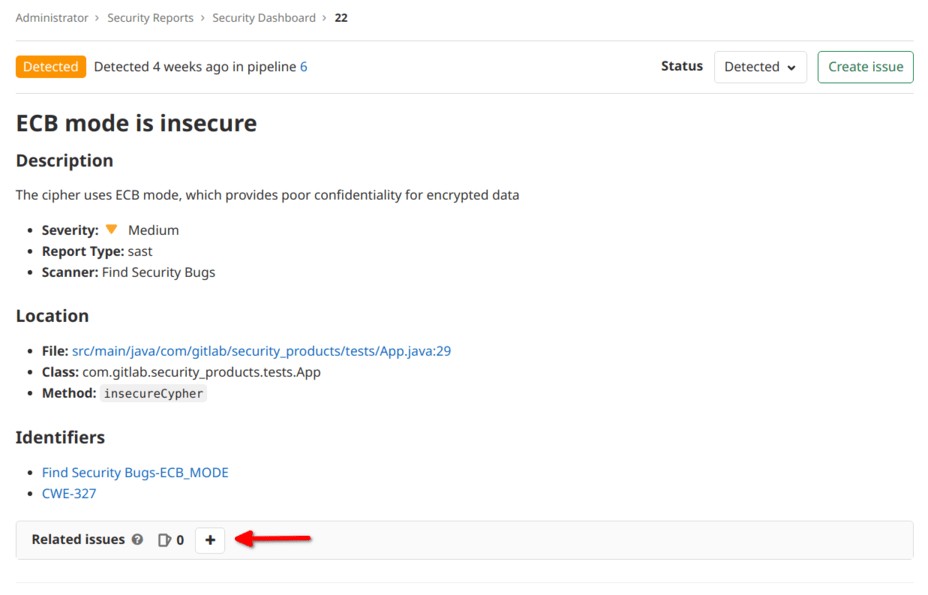 Administrator › Security Reports › Security Dashboard › 22
Detected Detected 4 weeks ago in pipeline 6 Status Detected Create issue
ECB mode is insecure
Description
The cipher uses ECB mode, which provides poor confidentiality for encrypted data
• Severity: Medium
• Report Type: sast
• Scanner: Find Security Bugs
Location
• File: src/main/java/com/gitlab/security_products/tests/App.java:29
• Class: com.gitlab.security_products.tests.App
• Method: insecureCypher
Identifiers
• Find Security Bugs-ECB_MODE
• CWE-327
Related issues ? 0 +